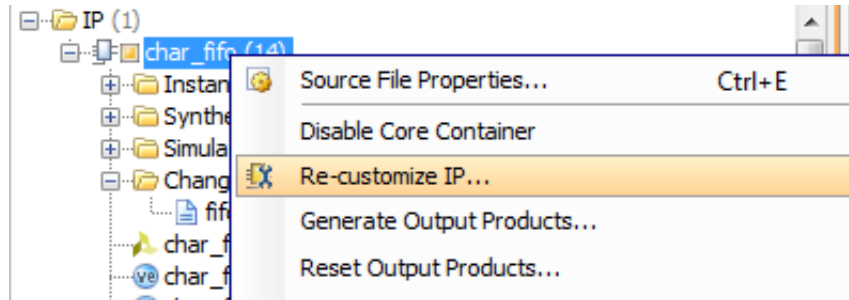 IP (1)
char_fifo (14)
Instan
Source File Properties... Ctrl+E
Synthe
Disable Core Container
Simula
Chang
Re-customize IP...
fif
Generate Output Products...
char_f
Reset Output Products...
char_f